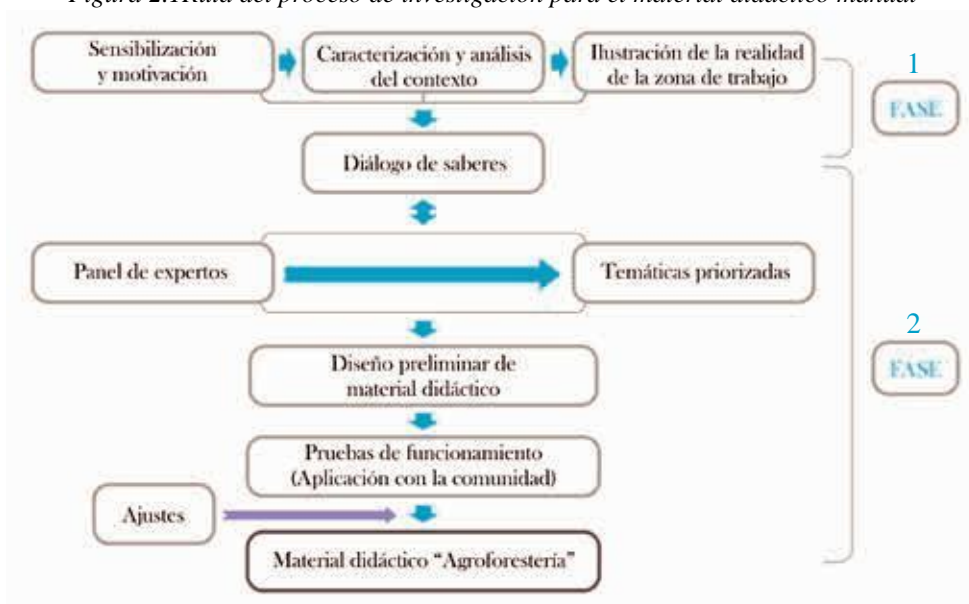 Figura 2.1Ruta del proceso de investigación para el material didáctico manual
Sensibilización
y motivación
Caracterización y análisis
del contexto
Ilustración de la realidad
de la zona de trabajo
1
FASE
Diálogo de saberes
Panel de expertos
Temáticas priorizadas
2
FASE
Diseño preliminar de
material didáctico
Pruebas de funcionamiento
(Aplicación con la comunidad)
Ajustes
Material didáctico “Agroforestería”